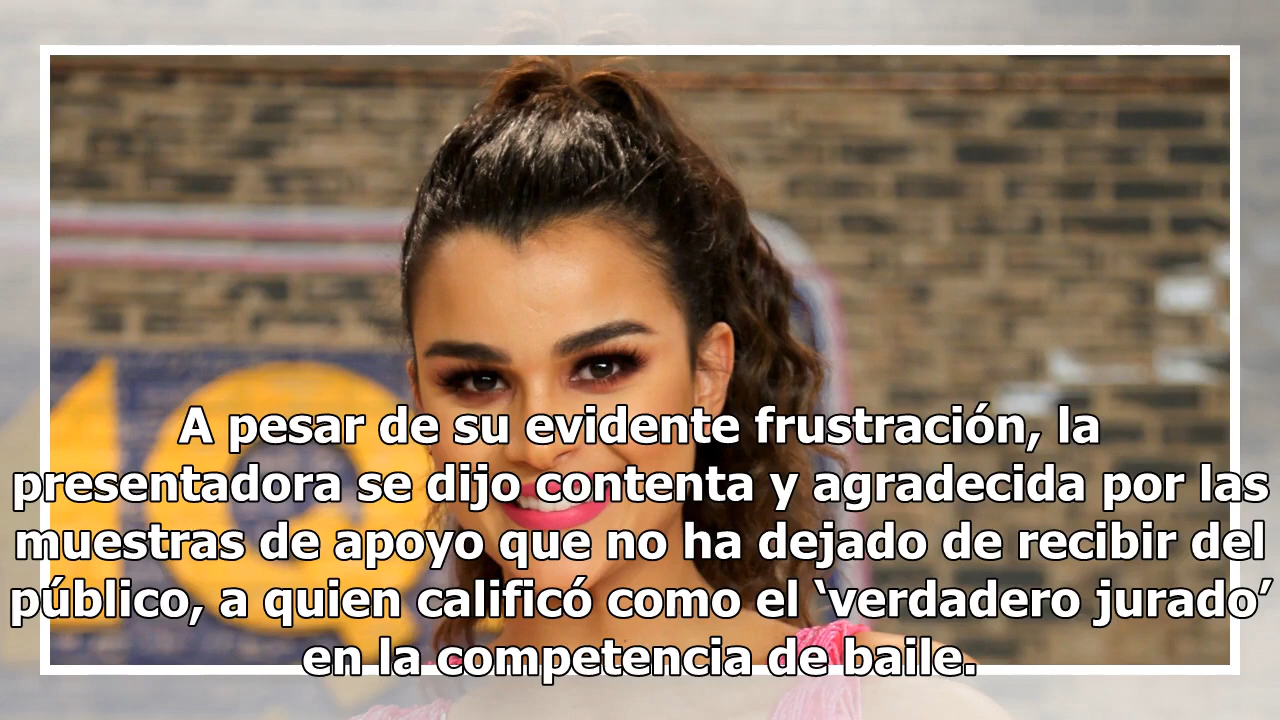 A pesar de su evidente frustración, la
presentadora se dijo contenta y agradecida por las
muestras de apoyo que no ha dejado de recibir del
público, a quien calificó como el ‘verdadero jurado’
en la competencia de baile.